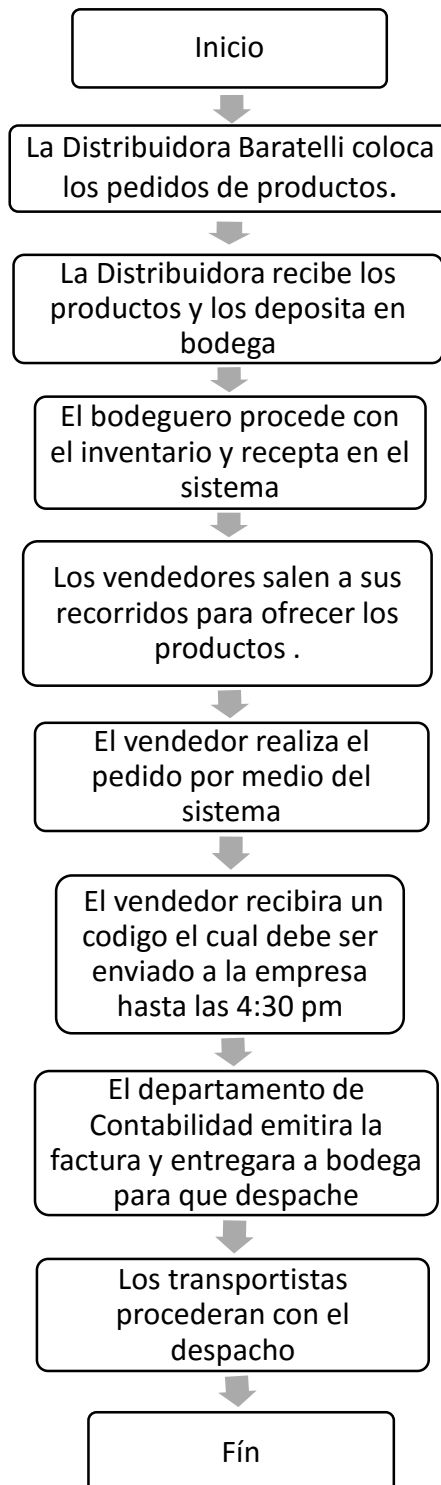 Inicio
La Distribuidora Baratelli coloca
los pedidos de productos.
La Distribuidora recibe los
productos y los deposita en
bodega
El bodeguero procede con
el inventario y recepta en el
sistema
Los vendedores salen a sus
recorridos para ofrecer los
productos .
El vendedor realiza el
pedido por medio del
sistema
El vendedor recibira un
codigo el cual debe ser
enviado a la empresa
hasta las 4:30 pm
El departamento de
Contabilidad emitira la
factura y entregara a bodega
para que despache
Los transportistas
procederan con el
despacho
Fín